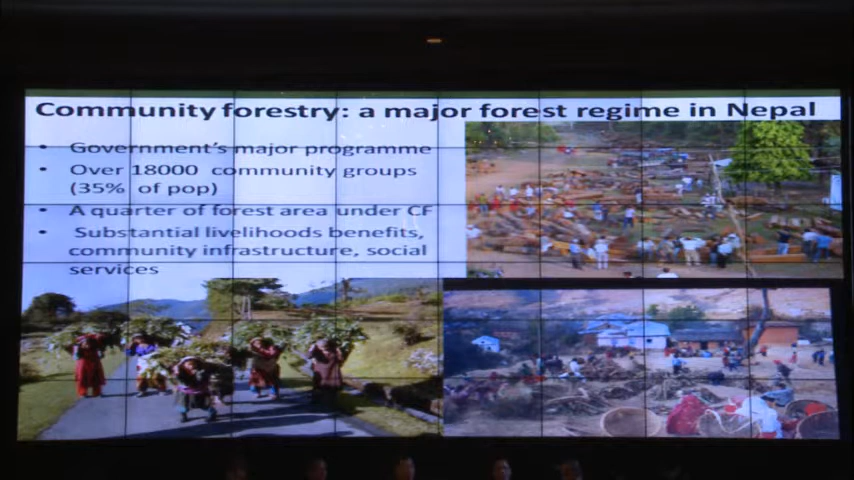 Community forestry: a major forest regime in Nepal
• Government's major programme
• Over 18000 community groups
(35% of pop)
• A quarter of forest area under CF
• Substantial livelihoods benefits,
community infrastructure, social
services